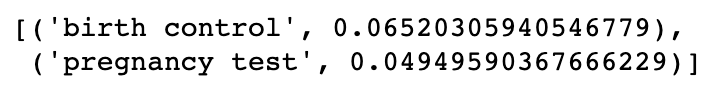 [('birth control', 0.06520305940546779),
('pregnancy test', 0.04949590367666229)]